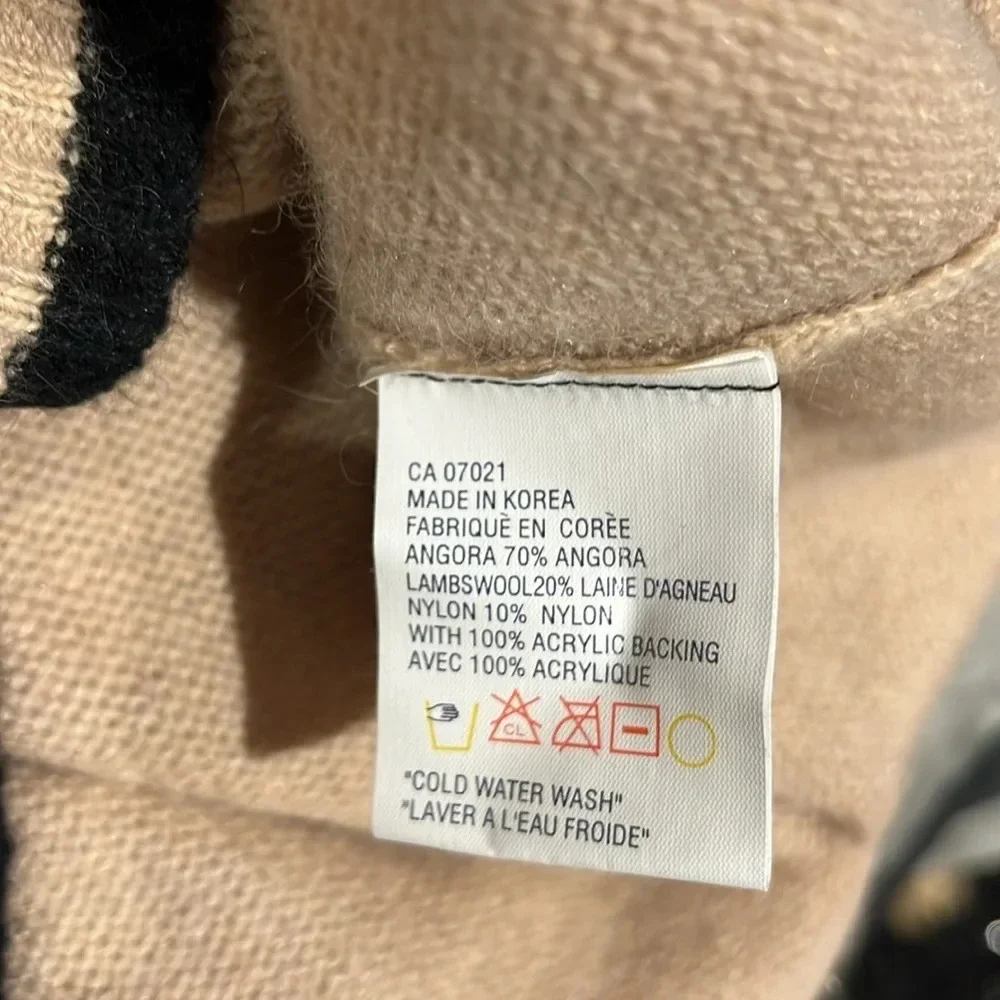 CA 07021
MADE IN KOREA
FABRIQUÈ EN CORÈE
ANGORA 70% ANGORA
LAMBSWOOL20% LAINE D'AGNEAU
NYLON 10% NYLON
WITH 100% ACRYLIC BACKING
AVEC 100% ACRYLIQUE
CL
"COLD WATER WASH"
"LAVER A L'EAU FROIDE"